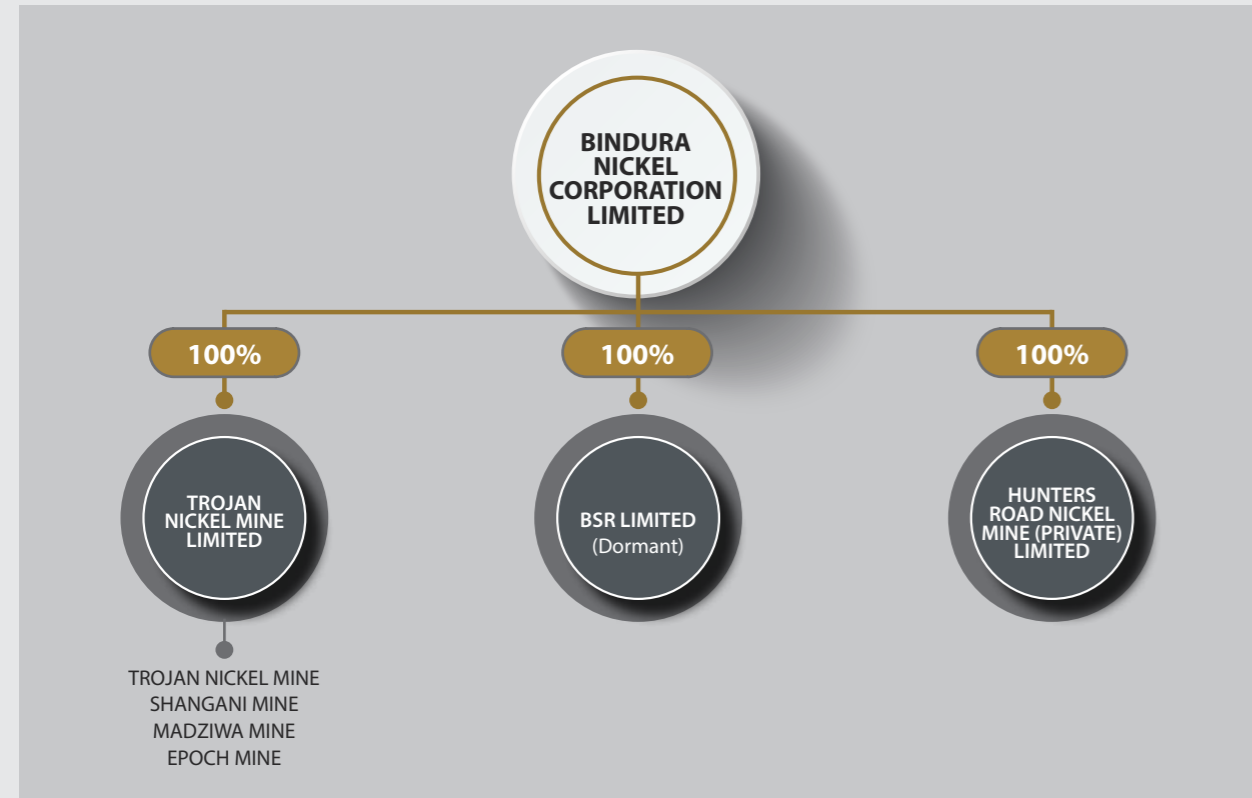 BINDURA
NICKEL
CORPORATION
LIMITED
100%
100%
100%
TROJAN
NICKEL MINE
LIMITED
BSR LIMITED
(Dormant)
HUNTERS
ROAD NICKEL
MINE (PRIVATE)
LIMITED
TROJAN NICKEL MINE
SHANGANI MINE
MADZIWA MINE
EPOCH MINE